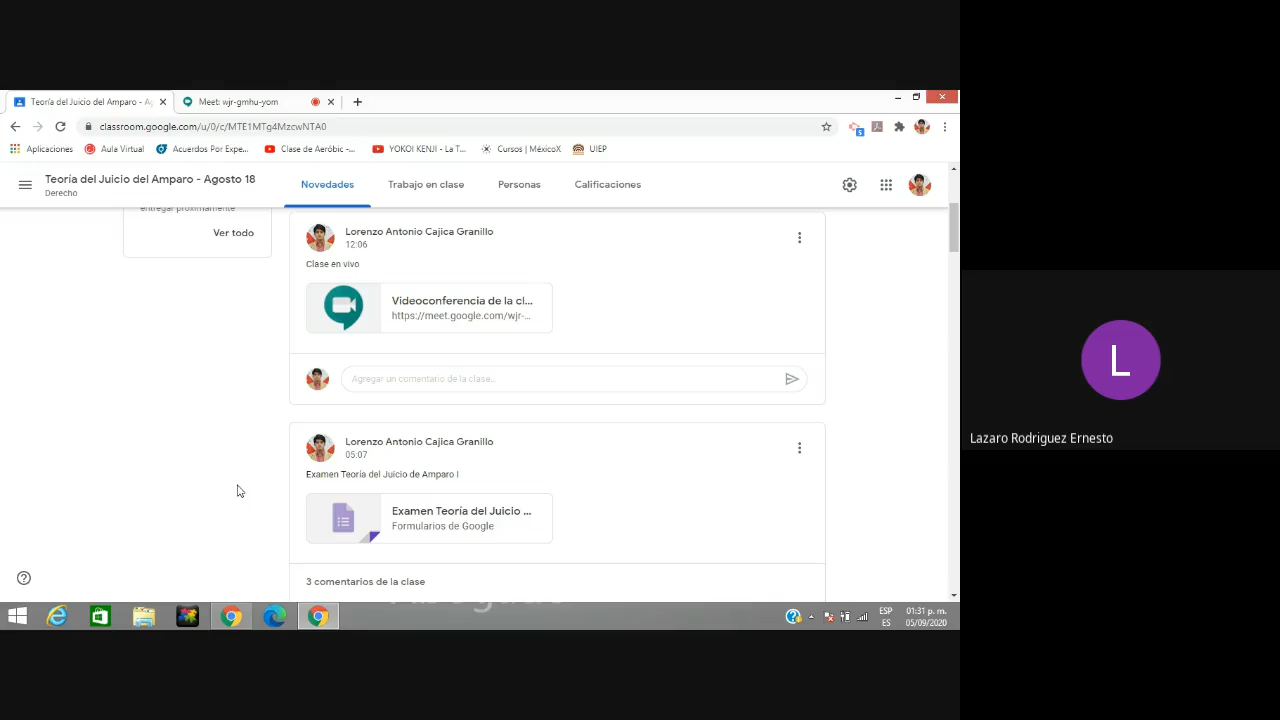 Teoría del Juicio del Amparo - Ag
Meet: wjr-gmhu-yom
classroom.google.com/u/0/c/MTE1MTg4MzcwNTA0
5
Aplicaciones
Aula Virtual
Acuerdos Por Expe...
Clase de Aeróbic -...
YOKOI KENJI - La T...
Cursos | MéxicoX
UIEP
Teoría del Juicio del Amparo - Agosto 18
Derecho
Novedades
Trabajo en clase
Personas
Calificaciones
entregar próximamente
Ver todo
Lorenzo Antonio Cajica Granillo
12:06
Clase en vivo
Videoconferencia de la cl...
https://meet.google.com/wjr-...
Agregar un comentario de la clase...
Lorenzo Antonio Cajica Granillo
05:07
Examen Teoría del Juicio de Amparo I
Examen Teoría del Juicio ...
Formularios de Google
3 comentarios de la clase
ESP
ES
01:31 p. m.
05/09/2020
L
Lazaro Rodriguez Ernesto